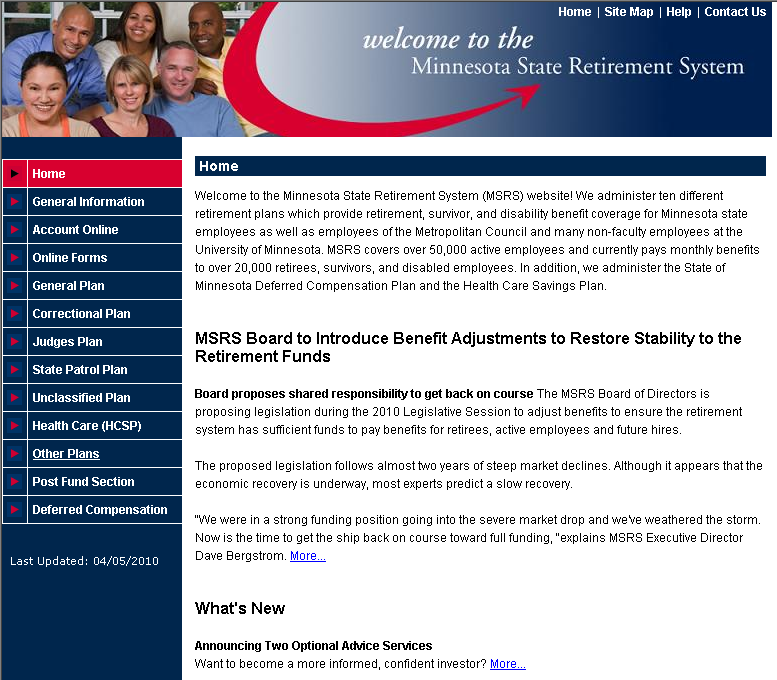 Home | Site Map | Help | Contact Us
welcome to the
Minnesota State Retirement System
Home
General Information
Account Online
Online Forms
General Plan
Correctional Plan
Judges Plan
State Patrol Plan
Unclassified Plan
Health Care (HCSP)
Other Plans
Post Fund Section
Deferred Compensation
Last Updated: 04/05/2010
Home
Welcome to the Minnesota State Retirement System (MSRS) website! We administer ten different
retirement plans which provide retirement, survivor, and disability benefit coverage for Minnesota state
employees as well as employees of the Metropolitan Council and many non-faculty employees at the
University of Minnesota. MSRS covers over 50,000 active employees and currently pays monthly benefits
to over 20,000 retirees, survivors, and disabled employees. In addition, we administer the State of
Minnesota Deferred Compensation Plan and the Health Care Savings Plan.
MSRS Board to Introduce Benefit Adjustments to Restore Stability to the
Retirement Funds
Board proposes shared responsibility to get back on course The MSRS Board of Directors is
proposing legislation during the 2010 Legislative Session to adjust benefits to ensure the retirement
system has sufficient funds to pay benefits for retirees, active employees and future hires.
The proposed legislation follows almost two years of steep market declines. Although it appears that the
economic recovery is underway, most experts predict a slow recovery.
"We were in a strong funding position going into the severe market drop and we've weathered the storm.
Now is the time to get the ship back on course toward full funding, "explains MSRS Executive Director
Dave Bergstrom. More...
What's New
Announcing Two Optional Advice Services
Want to become a more informed, confident investor? More...